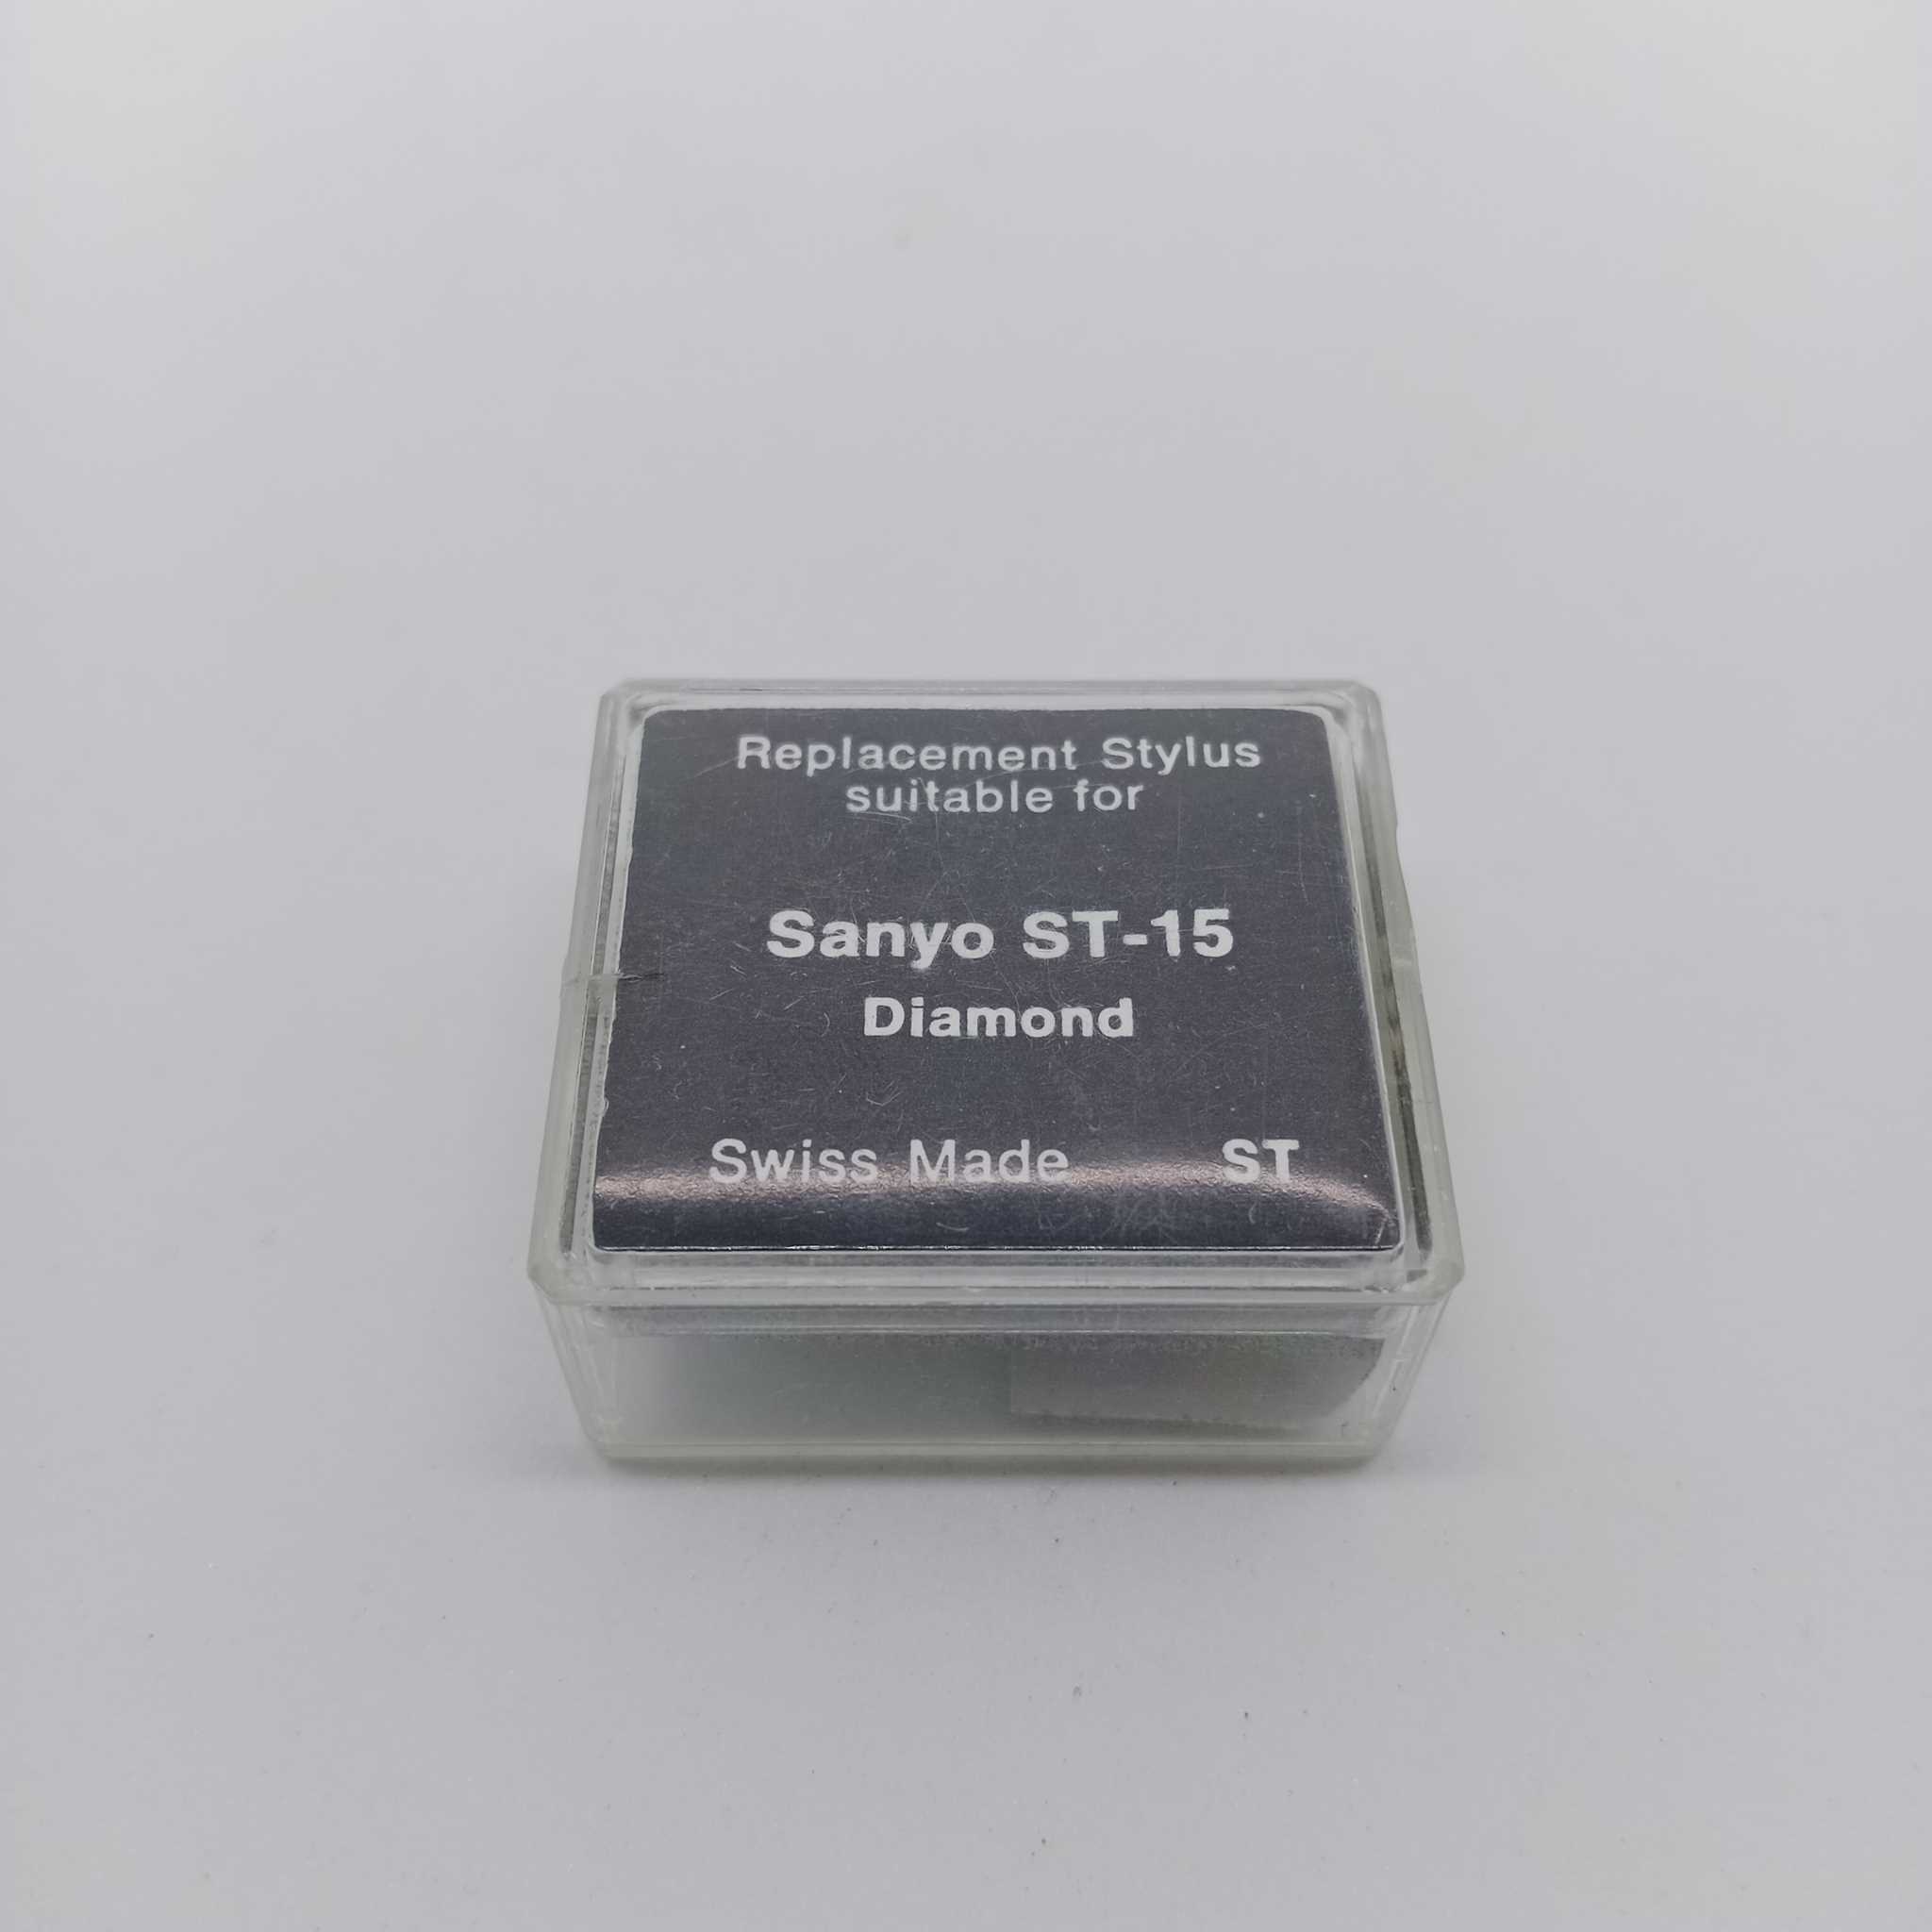 Replacement Stylus
suitable for
Sanyo ST-15
Diamond
Swiss Made ST